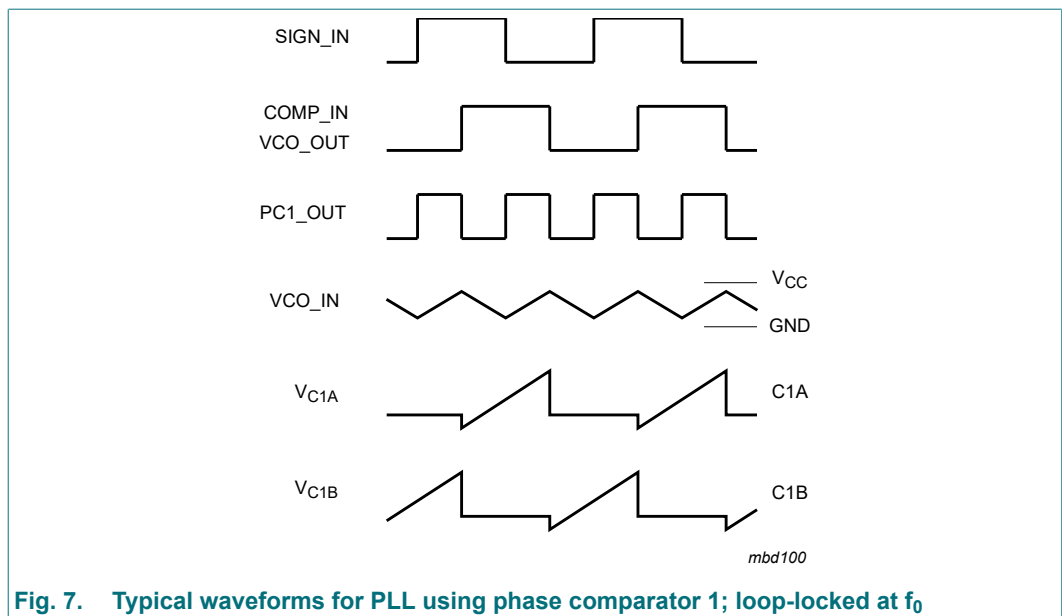 SIGN_IN
COMP_IN
VCO_OUT
PC1_OUT
VCO_IN
VCC
GND
VC1A
C1A
VC1B
C1B
mbd100
Fig. 7. Typical waveforms for PLL using phase comparator 1; loop-locked at f0